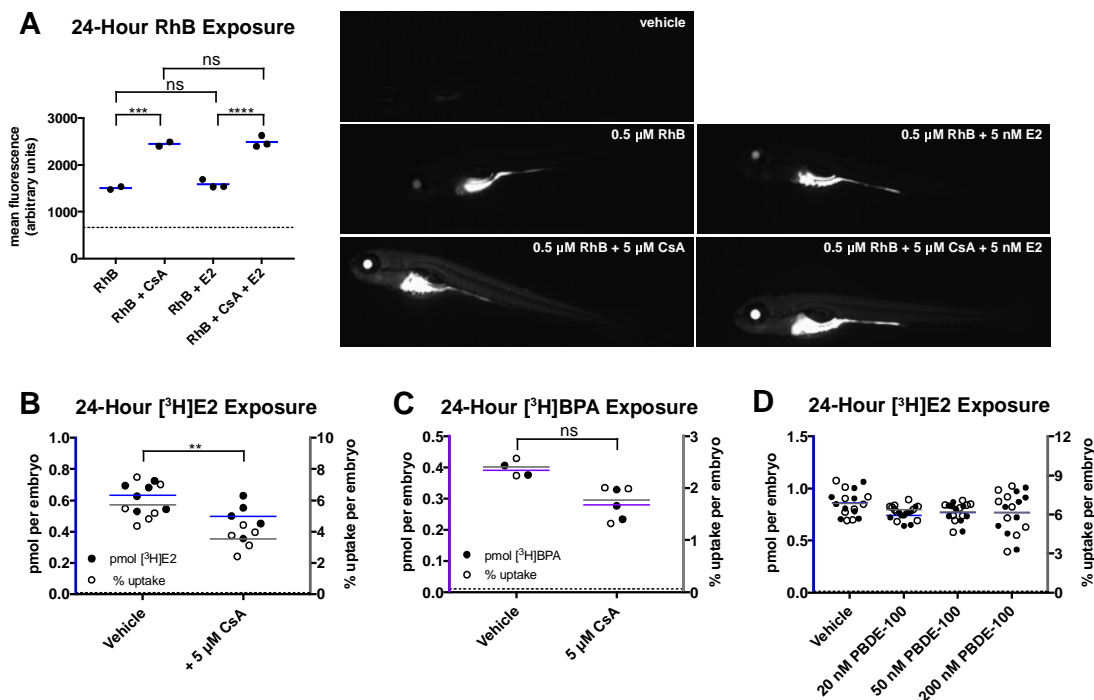 A 24-Hour RhB Exposure
ns
ns
***
****
3000
2000
1000
0
mean fluorescence
(arbitrary units)
RhB
RhB + CsA
RhB + E2
RhB + CsA + E2
vehicle
0.5 µM RhB
0.5 µM RhB + 5 nM E2
0.5 µM RhB + 5 µM CsA
0.5 µM RhB + 5 µM CsA + 5 nM E2
B 24-Hour [³H]E2 Exposure
**
1.0
0.8
0.6
0.4
0.2
0.0
pmol per embryo
10
8
6
4
2
0
% uptake per embryo
pmol [³H]E2
% uptake
Vehicle
+ 5 µM CsA
C 24-Hour [³H]BPA Exposure
ns
0.5
0.4
0.3
0.2
0.1
0.0
pmol per embryo
3
2
1
0
% uptake per embryo
pmol [³H]BPA
% uptake
Vehicle
5 µM CsA
D 24-Hour [³H]E2 Exposure
1.5
1.0
0.5
0.0
pmol per embryo
12
9
6
3
0
% uptake per embryo
Vehicle
20 nM PBDE-100
50 nM PBDE-100
200 nM PBDE-100